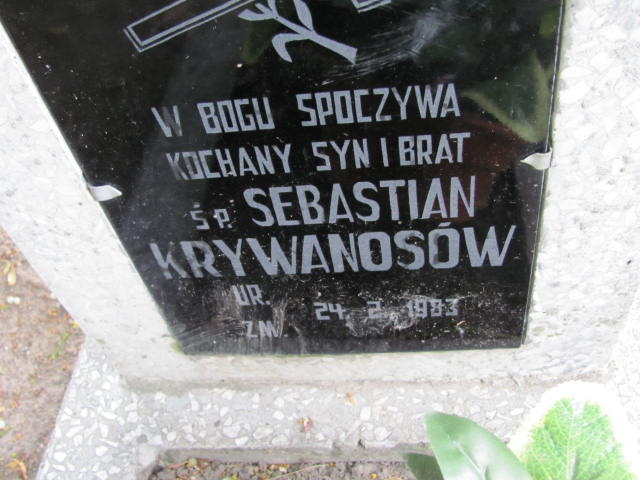 W BOGU SPOCZYWA
KOCHANY SYN I BRAT
Ś.P. SEBASTIAN
KRYWANOSÓW
UR. 24. 2. 1983
ZM.